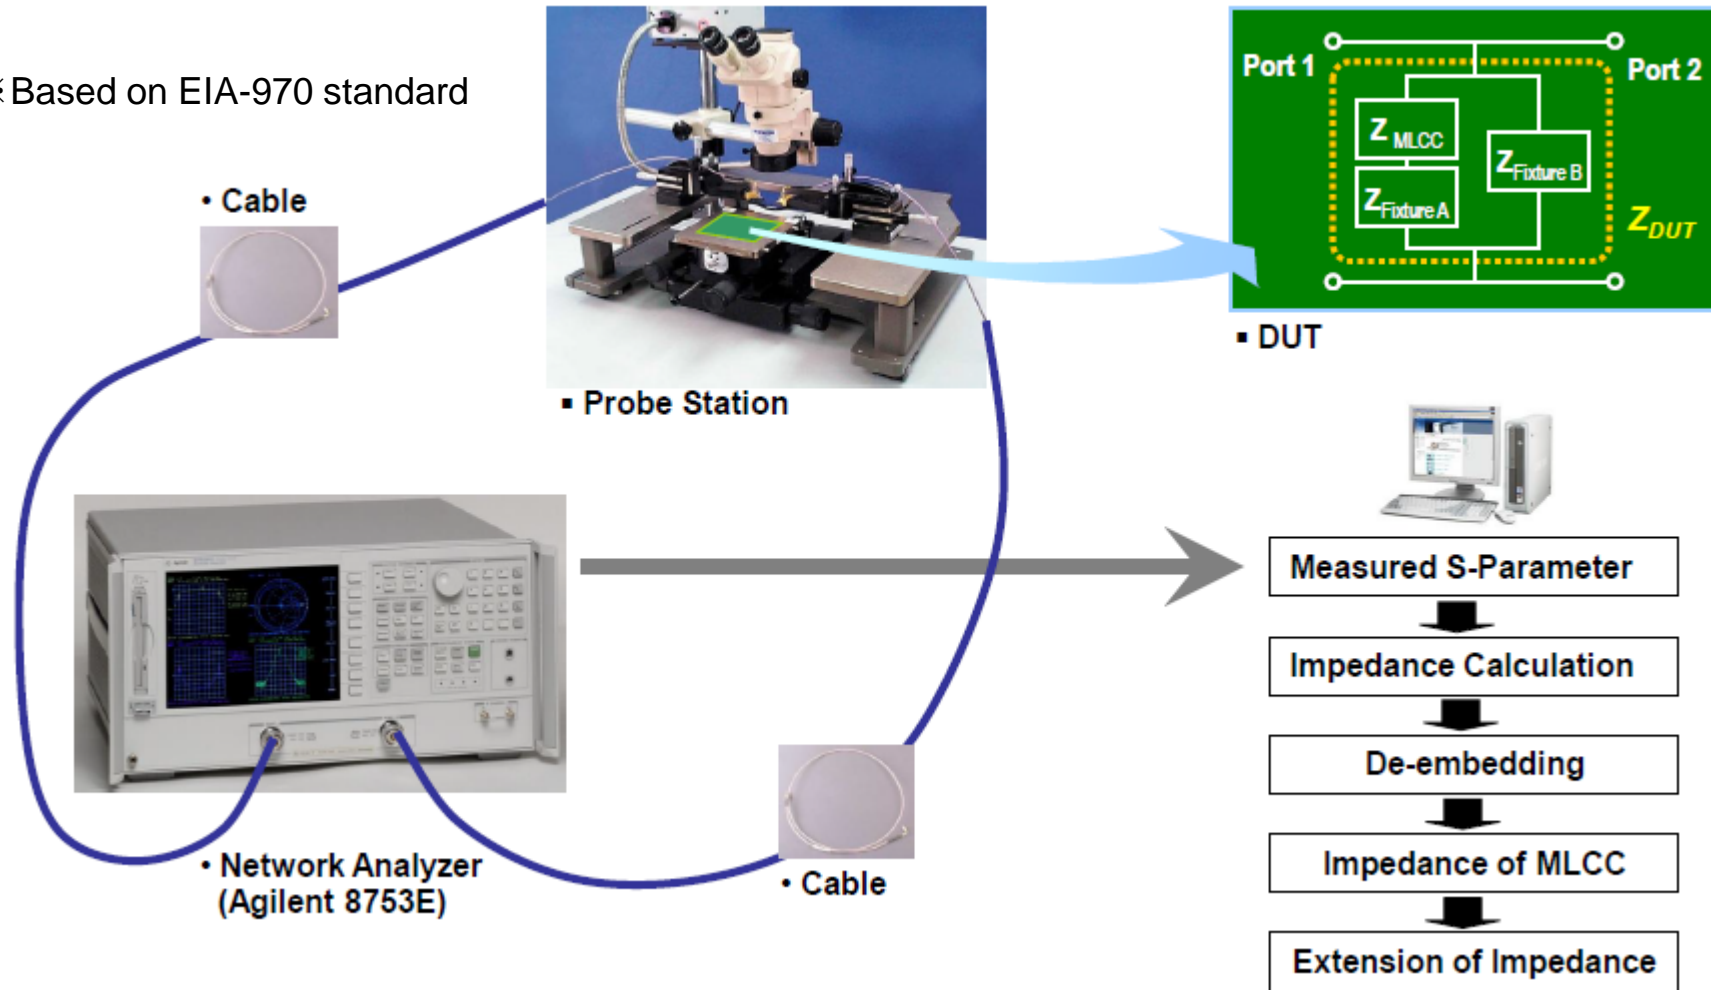 ※Based on EIA-970 standard
• Cable
▪ Probe Station
Port 1
Port 2
Z MLCC
Z Fixture A
Z Fixture B
Z DUT
▪ DUT
• Network Analyzer
(Agilent 8753E)
• Cable
Measured S-Parameter
Impedance Calculation
De-embedding
Impedance of MLCC
Extension of Impedance